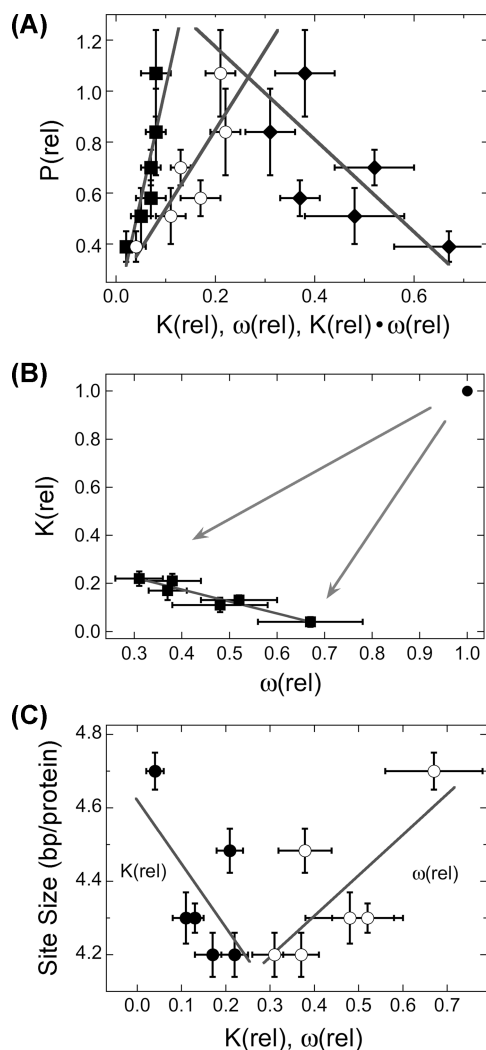 (A)
1.2
1.0
0.8
0.6
0.4
P(rel)
0.0 0.2 0.4 0.6
K(rel), ω(rel), K(rel)•ω(rel)
(B)
1.0
0.8
0.6
0.4
0.2
0.0
K(rel)
0.3 0.4 0.5 0.6 0.7 0.8 0.9 1.0
ω(rel)
(C)
4.8
4.6
4.4
4.2
Site Size (bp/protein)
K(rel)
ω(rel)
0.0 0.1 0.2 0.3 0.4 0.5 0.6 0.7
K(rel), ω(rel)